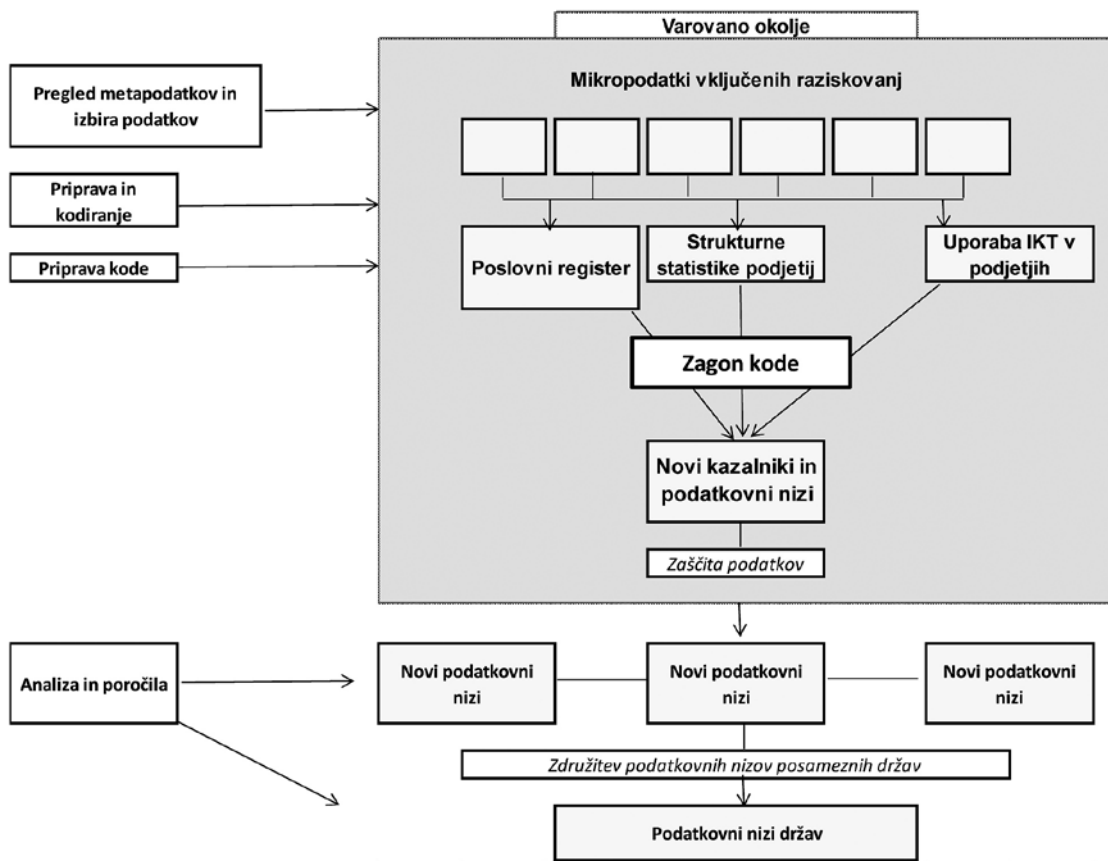 Varovano okolje
Mikropodatki vključenih raziskovanj
Pregled metapodatkov in
izbira podatkov
Priprava in
kodiranje
Priprava kode
Poslovni register
Strukturne
statistike podjetij
Uporaba IKT v
podjetjih
Zagon kode
Novi kazalniki in
podatkovni nizi
Zaščita podatkov
Analiza in poročila
Novi podatkovni
nizi
Novi podatkovni
nizi
Novi podatkovni
nizi
Združitev podatkovnih nizov posameznih držav
Podatkovni nizi držav